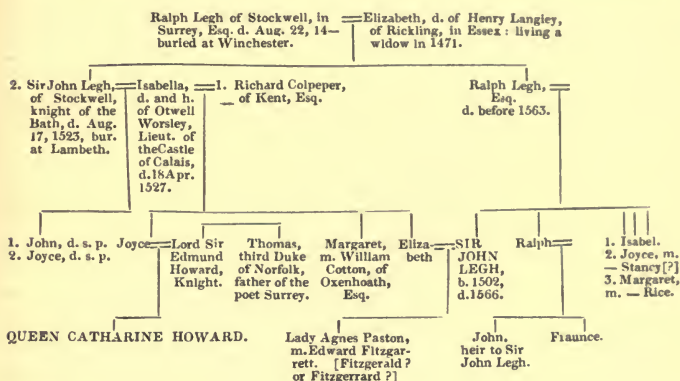 Ralph Legh of Stockwell, in
Surrey, Esq. d. Aug. 22, 14—
buried at Winchester.
Elizabeth, d. of Henry Langley,
of Rickling, in Essex : living a
widow in 1471.
2. Sir John Legh,
of Stockwell,
knight of the
Bath, d. Aug.
17, 1523, bur.
at Lambeth.
Isabella,
d. and h.
of Otwell
Worsley,
Lieut. of
the Castle
of Calais,
d. 18 Apr.
1527.
1. Richard Colpeper,
— of Kent, Esq.
Ralph Legh,
Esq.
d. before 1563.
1. John, d. s. p.
2. Joyce, d. s. p.
Joyce
Lord Sir
Edmund
Howard,
Knight.
Thomas,
third Duke
of Norfolk,
father of the
poet Surrey.
Margaret,
m. William
Cotton, of
Oxenhoath,
Esq.
Eliza-
beth
SIR
JOHN
LEGH,
b. 1502,
d. 1566.
Ralph
1. Isabel.
2. Joyce, m.
— Stancy [?]
3. Margaret,
m. — Rice.
QUEEN CATHARINE HOWARD.
Lady Agnes Paston,
m. Edward Fitzgar-
rett. [Fitzgerald ?
or Fitzgerrard ?]
John,
heir to Sir
John Legh.
Fraunce.